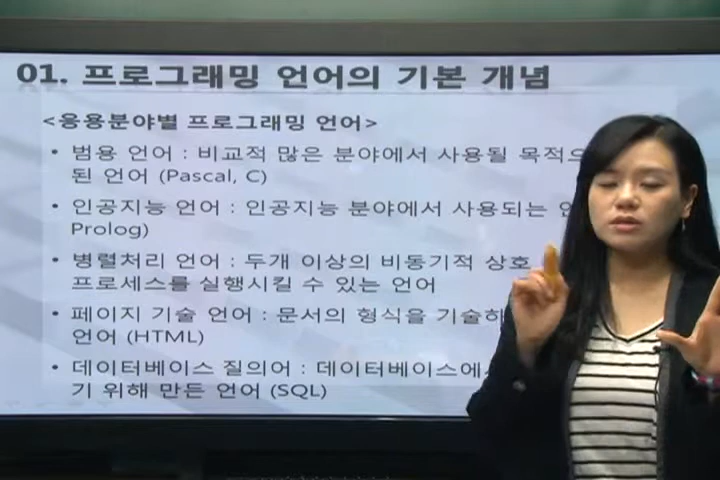 01. 프로그래밍 언어의 기본 개념
<응용분야별 프로그래밍 언어>
• 범용 언어 : 비교적 많은 분야에서 사용될 목적으
된 언어 (Pascal, C)
• 인공지능 언어 : 인공지능 분야에서 사용되는
Prolog)
• 병렬처리 언어 : 두개 이상의 비동기적 상호
프로세스를 실행시킬 수 있는 언어
• 페이지 기술 언어 : 문서의 형식을 기술하
언어 (HTML)
• 데이터베이스 질의어 : 데이터베이스에
기 위해 만든 언어 (SQL)